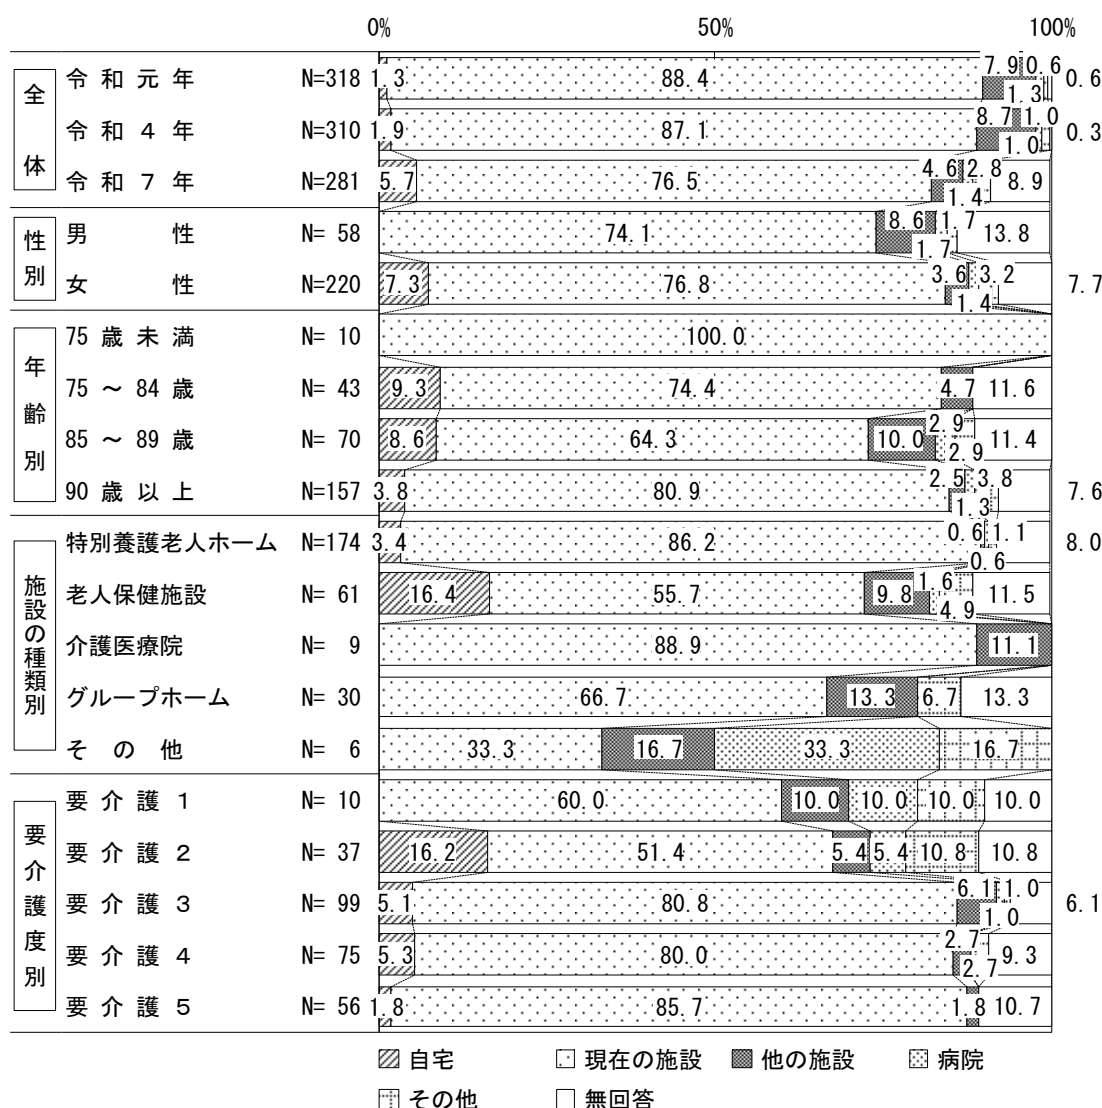 0% 50% 100%
全体
令和元年 N=318 1.3 88.4 7.9 1.3 0.6 0.6
令和４年 N=310 1.9 87.1 8.7 1.0 1.0 0.3
令和７年 N=281 5.7 76.5 4.6 1.4 2.8 8.9
性別
男性 N= 58 74.1 8.6 1.7 1.7 13.8
女性 N=220 7.3 76.8 3.6 1.4 3.2 7.7
年齢別
75歳未満 N= 10 100.0
75～84歳 N= 43 9.3 74.4 4.7 11.6
85～89歳 N= 70 8.6 64.3 10.0 2.9 2.9 11.4
90歳以上 N=157 3.8 80.9 2.5 1.3 3.8 7.6
施設の種類別
特別養護老人ホーム N=174 3.4 86.2 0.6 0.6 1.1 8.0
老人保健施設 N= 61 16.4 55.7 9.8 1.6 4.9 11.5
介護医療院 N= 9 88.9 11.1
グループホーム N= 30 66.7 13.3 6.7 13.3
その他 N= 6 33.3 16.7 33.3 16.7
要介護度別
要介護１ N= 10 60.0 10.0 10.0 10.0 10.0
要介護２ N= 37 16.2 51.4 5.4 5.4 10.8 10.8
要介護３ N= 99 5.1 80.8 6.1 1.0 1.0 6.1
要介護４ N= 75 5.3 80.0 2.7 2.7 9.3
要介護５ N= 56 1.8 85.7 1.8 10.7
自宅 現在の施設 他の施設 病院
その他 無回答